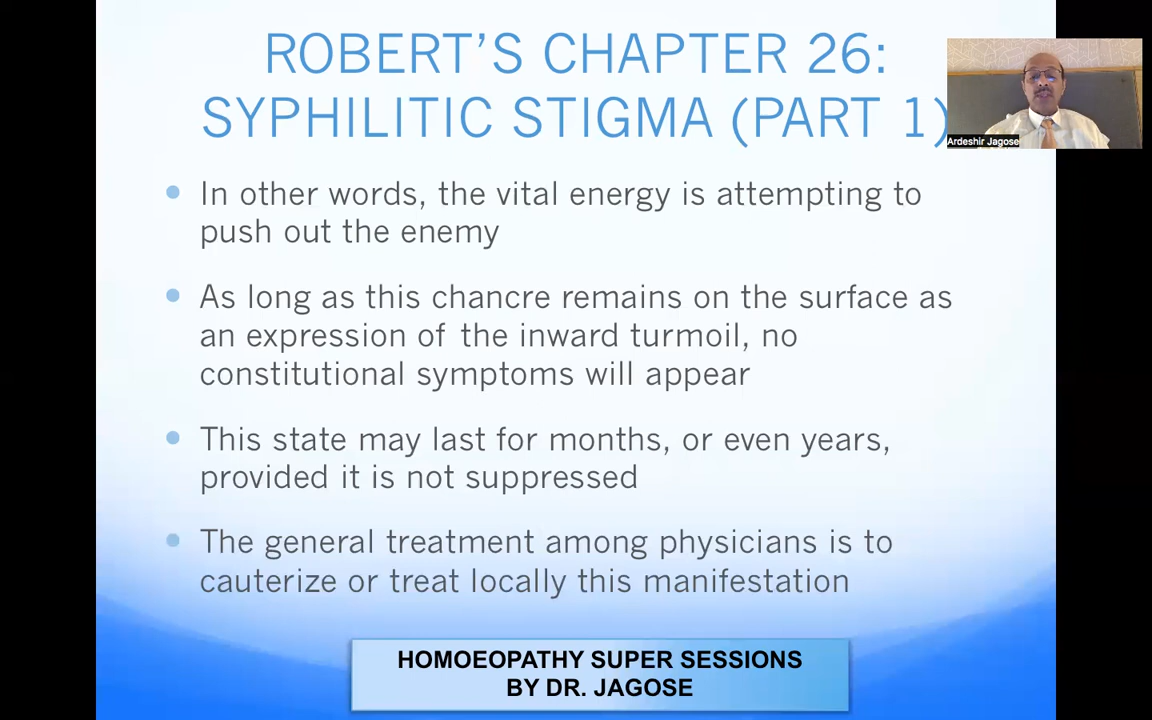 ROBERT'S CHAPTER 26:
SYPHILITIC STIGMA (PART 1)
Ardeshir Jagose
In other words, the vital energy is attempting to
push out the enemy
As long as this chancre remains on the surface as
an expression of the inward turmoil, no
constitutional symptoms will appear
This state may last for months, or even years,
provided it is not suppressed
The general treatment among physicians is to
cauterize or treat locally this manifestation
HOMOEOPATHY SUPER SESSIONS
BY DR. JAGOSE